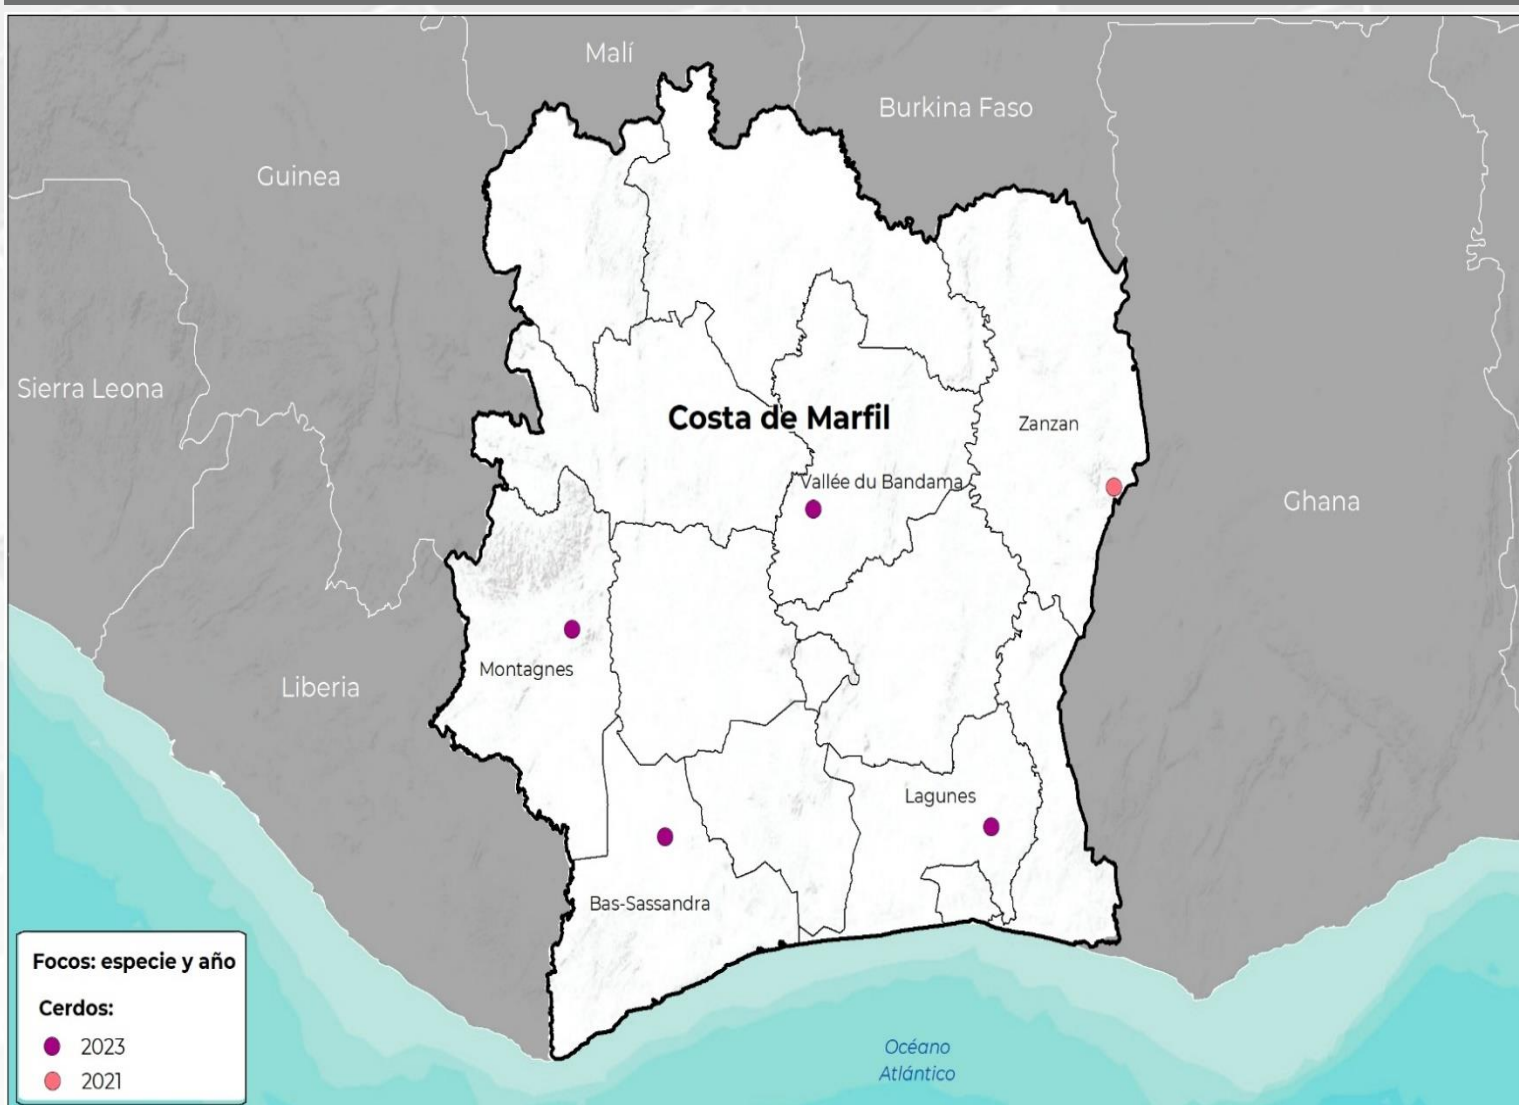 Malí
Burkina Faso
Guinea
Sierra Leona
Costa de Marfil
Zanzan
Vallée du Bandama
Ghana
Montagnes
Liberia
Lagunes
Bas-Sassandra
Focos: especie y año
Cerdos:
2023
2021
Océano
Atlántico